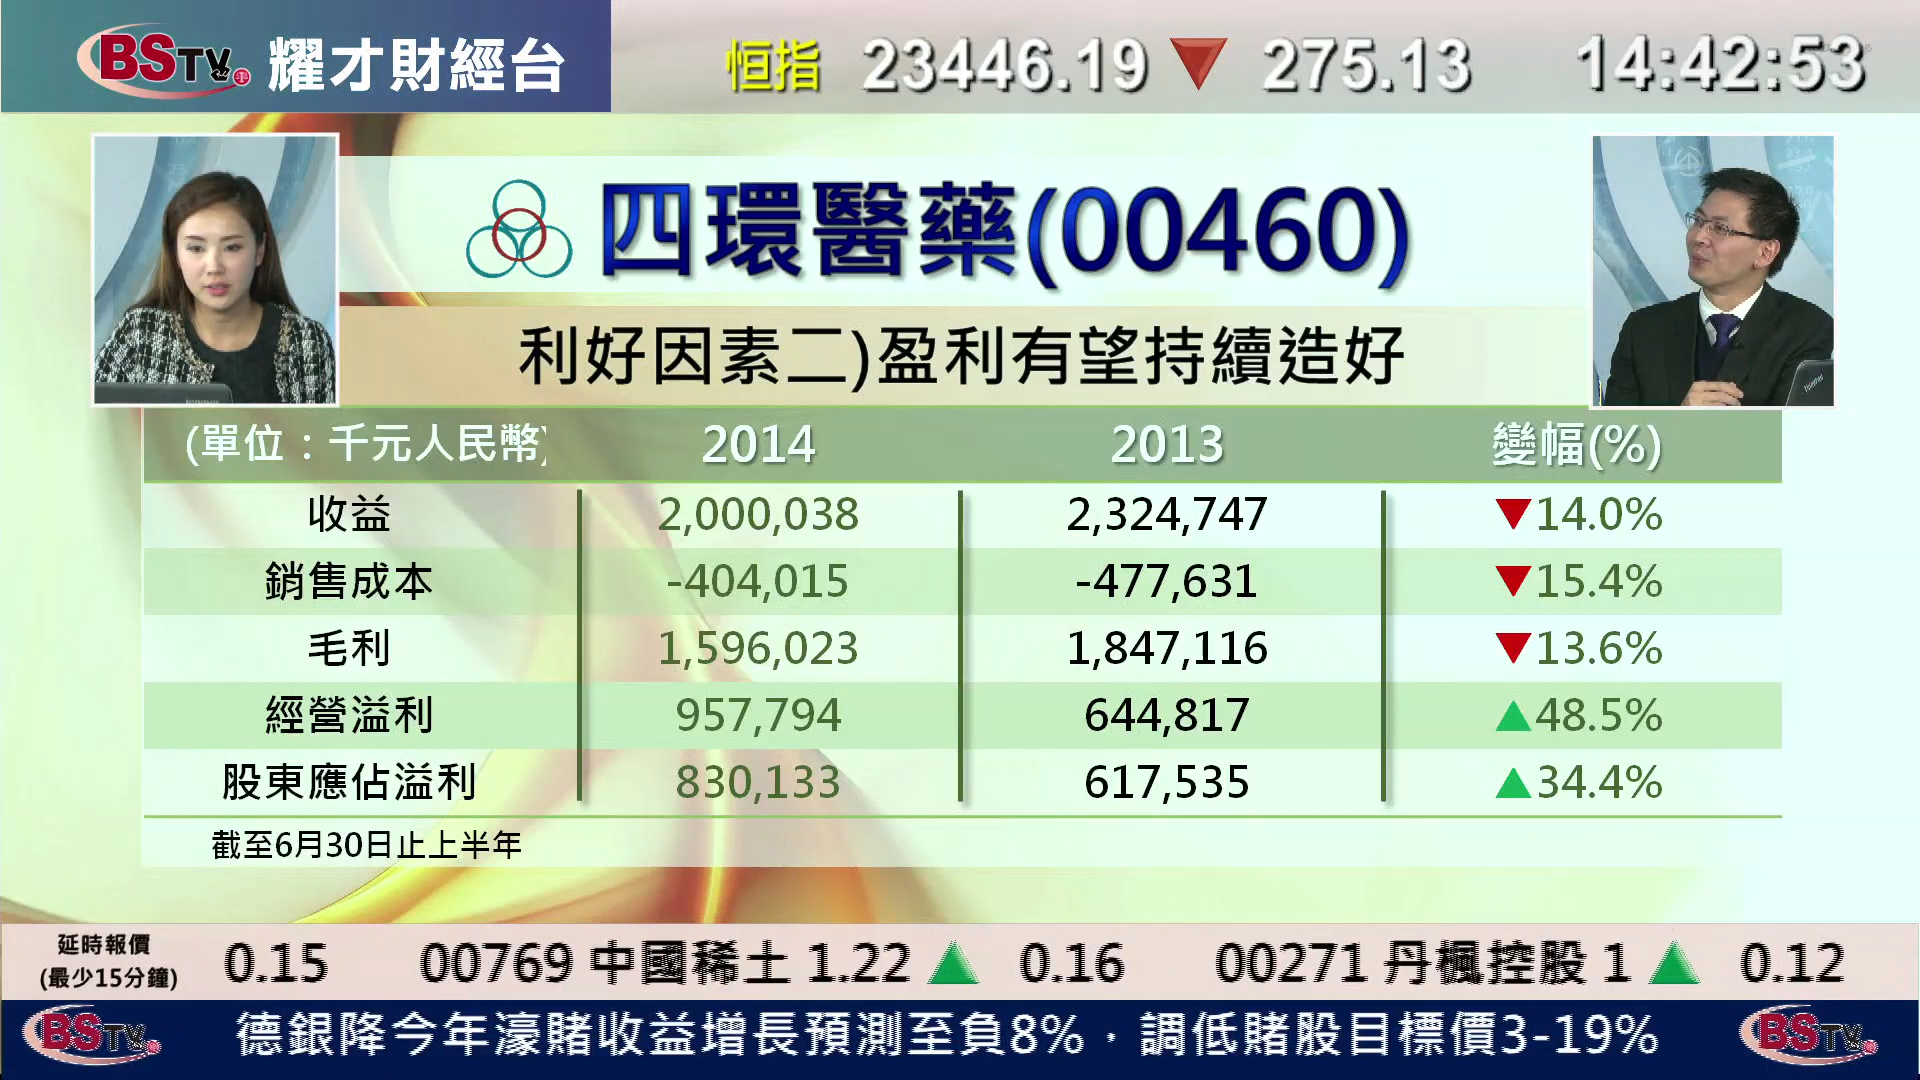 BSTV 耀才財經台 恒指 23446.19 ▼ 275.13 14:42:53
四環醫藥(00460)
利好因素二)盈利有望持續造好
(單位：千元人民幣) 2014 2013 變幅(%)
收益 2,000,038 2,324,747 ▼14.0%
銷售成本 -404,015 -477,631 ▼15.4%
毛利 1,596,023 1,847,116 ▼13.6%
經營溢利 957,794 644,817 ▲48.5%
股東應佔溢利 830,133 617,535 ▲34.4%
截至6月30日止上半年
延時報價
(最少15分鐘)
0.15 00769 中國稀土 1.22 ▲ 0.16 00271 丹楓控股 1 ▲ 0.12
BSTV 德銀降今年濠賭收益增長預測至負8%，調低賭股目標價3-19% BSTV